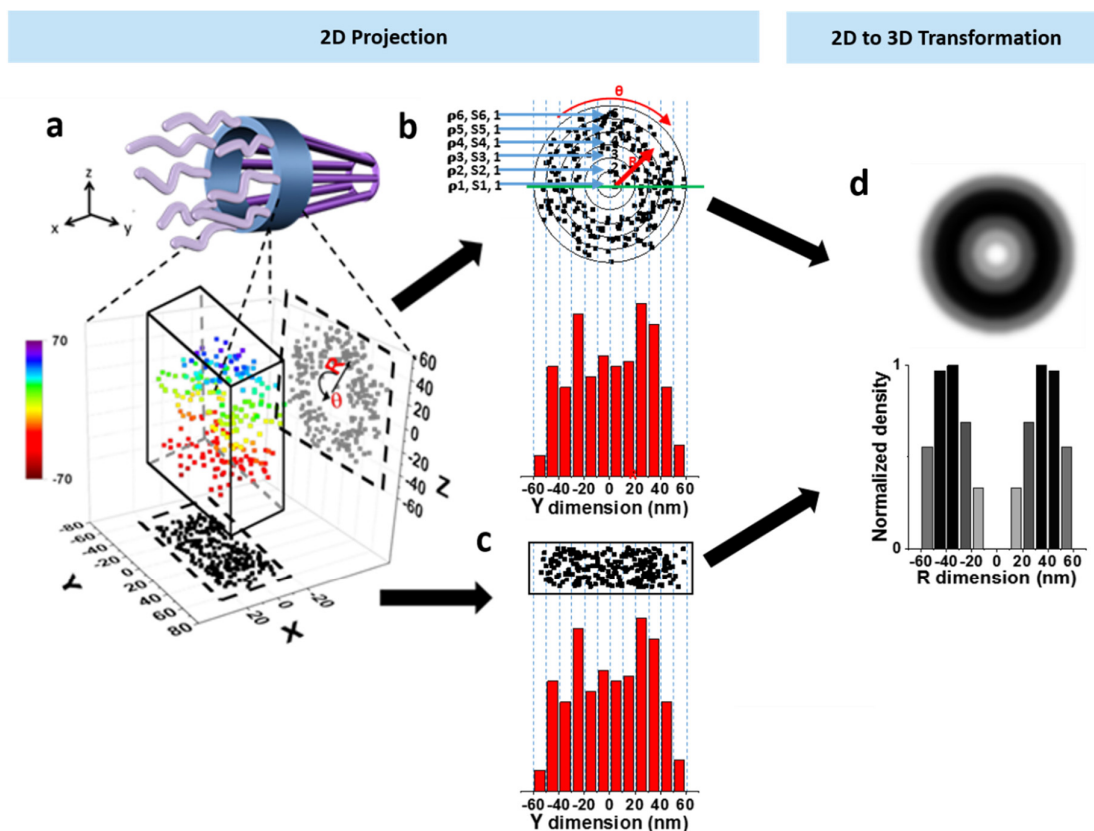 2D Projection
2D to 3D Transformation
a
z
x
y
70
-70
R
θ
60
40
20
0
-20
-40
-60
Z
-80
-60
-40
-20
0
20
40
60
80
Y
20
0
-20
X
b
θ
ρ6, S6, 1
ρ5, S5, 1
ρ4, S4, 1
ρ3, S3, 1
ρ2, S2, 1
ρ1, S1, 1
R
2
-60 -40 -20 0 20 40 60
Y dimension (nm)
c
-60 -40 -20 0 20 40 60
Y dimension (nm)
d
1
0
Normalized density
-60 -40 -20 0 20 40 60
R dimension (nm)